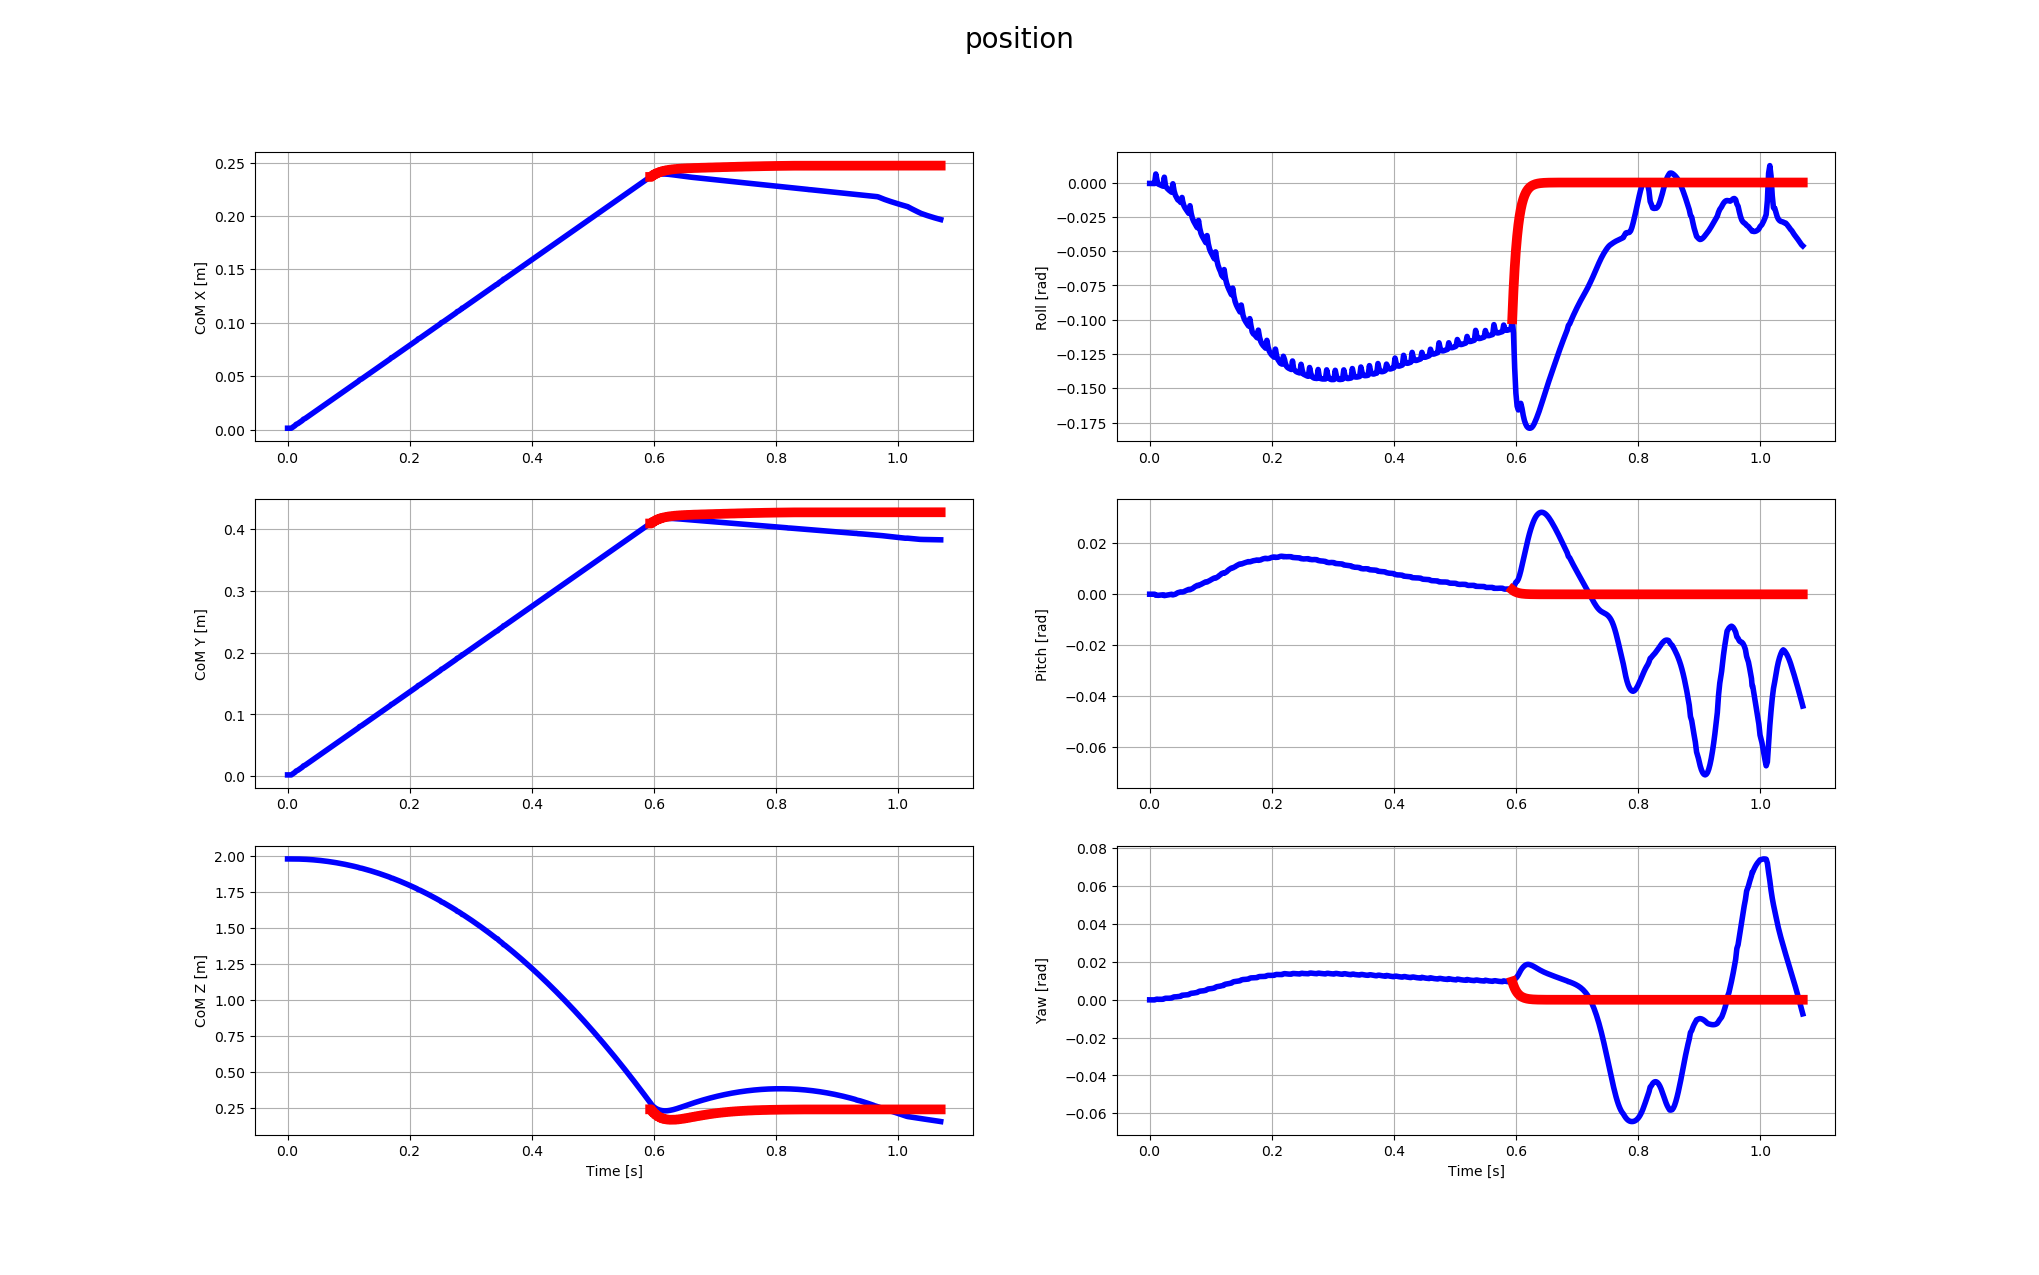 position
0.25
0.20
0.15
0.10
0.05
0.00
CoM X [m]
0.0 0.2 0.4 0.6 0.8 1.0
0.000
−0.025
−0.050
−0.075
−0.100
−0.125
−0.150
−0.175
Roll [rad]
0.0 0.2 0.4 0.6 0.8 1.0
0.4
0.3
0.2
0.1
0.0
CoM Y [m]
0.0 0.2 0.4 0.6 0.8 1.0
0.02
0.00
−0.02
−0.04
−0.06
Pitch [rad]
0.0 0.2 0.4 0.6 0.8 1.0
2.00
1.75
1.50
1.25
1.00
0.75
0.50
0.25
CoM Z [m]
0.0 0.2 0.4 0.6 0.8 1.0
Time [s]
0.08
0.06
0.04
0.02
0.00
−0.02
−0.04
−0.06
Yaw [rad]
0.0 0.2 0.4 0.6 0.8 1.0
Time [s]